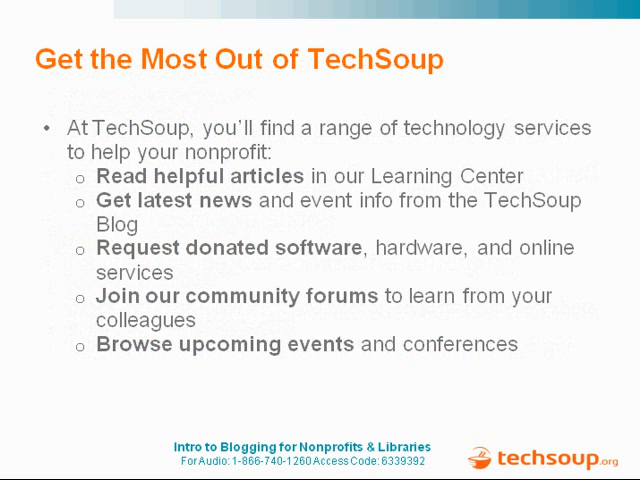 Get the Most Out of TechSoup
• At TechSoup, you'll find a range of technology services
to help your nonprofit:
o Read helpful articles in our Learning Center
o Get latest news and event info from the TechSoup
Blog
o Request donated software, hardware, and online
services
o Join our community forums to learn from your
colleagues
o Browse upcoming events and conferences
Intro to Blogging for Nonprofits & Libraries
For Audio: 1-866-740-1260 Access Code: 6339392
techsoup.org